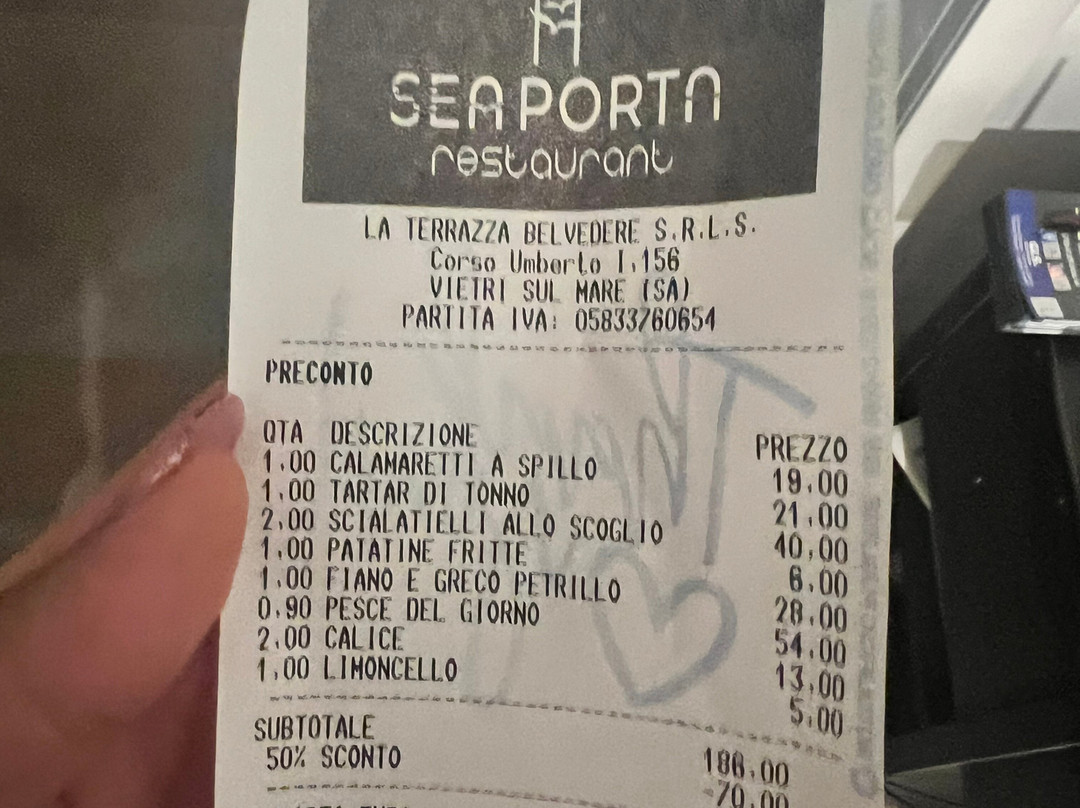 SEAPORTA
restaurant
LA TERRAZZA BELVEDERE S.R.L.S.
Corso Umberto I,156
VIETRI SUL MARE (SA)
PARTITA IVA: 05833760654
PRECONTO
QTA DESCRIZIONE PREZZO
1,00 CALAMARETTI A SPILLO 19,00
1,00 TARTAR DI TONNO 21,00
2,00 SCIALATIELLI ALLO SCOGLIO 40,00
1,00 PATATINE FRITTE 6,00
1,00 FIANO E GRECO PETRILLO 28,00
0,90 PESCE DEL GIORNO 54,00
2,00 CALICE 13,00
1,00 LIMONCELLO 5,00
SUBTOTALE 186,00
50% SCONTO -70,00